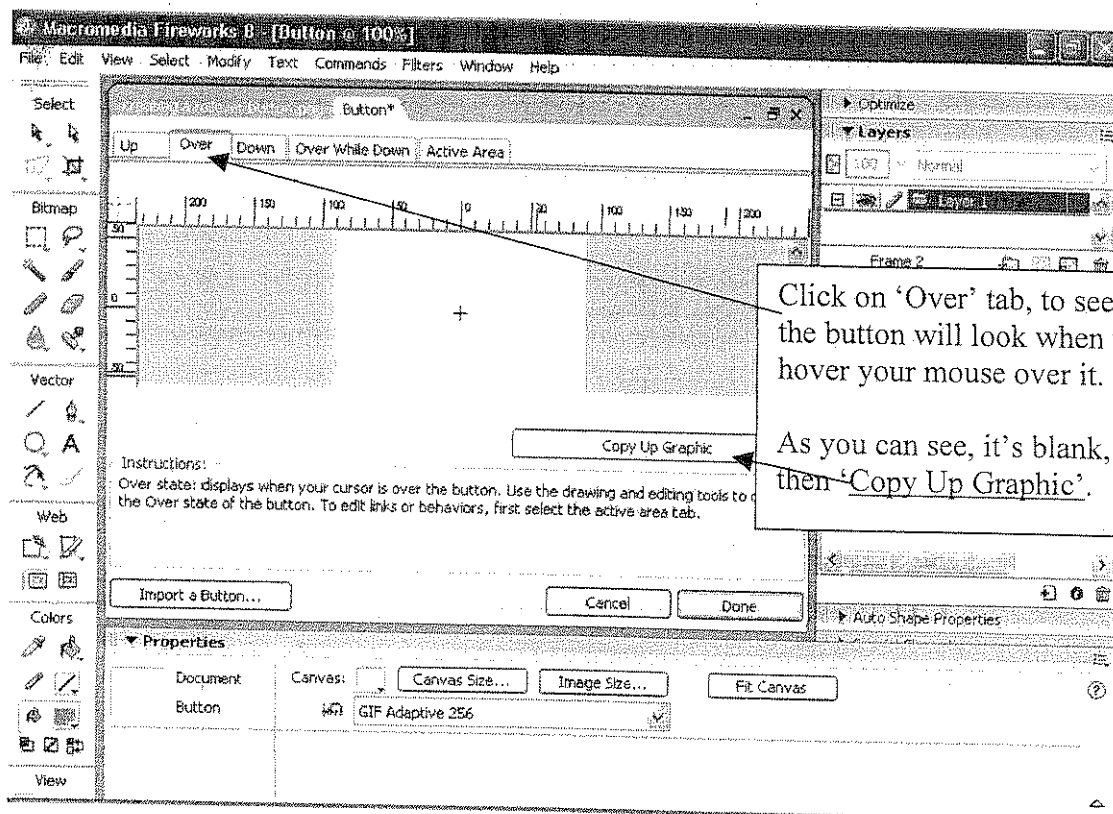 Macromedia Fireworks 8 - [Button @ 100%]
File Edit View Select Modify Text Commands Filters Window Help
Select
Bitmap
Vector
Web
Colors
View
Button*
Up Over Down Over While Down Active Area
200 150 100 50 0 50 100 150 200
50
0
50
Copy Up Graphic
Instructions:
Over state: displays when your cursor is over the button. Use the drawing and editing tools to
the Over state of the button. To edit links or behaviors, first select the active area tab.
Import a Button... Cancel Done
Optimize
Layers
100 Normal
Layer 1
Frame 2
Click on ‘Over’ tab, to see
the button will look when
hover your mouse over it.
As you can see, it’s blank,
then ‘Copy Up Graphic’.
Auto Shape Properties
Properties
Document Canvas: Canvas Size... Image Size... Fit Canvas
Button GIF Adaptive 256